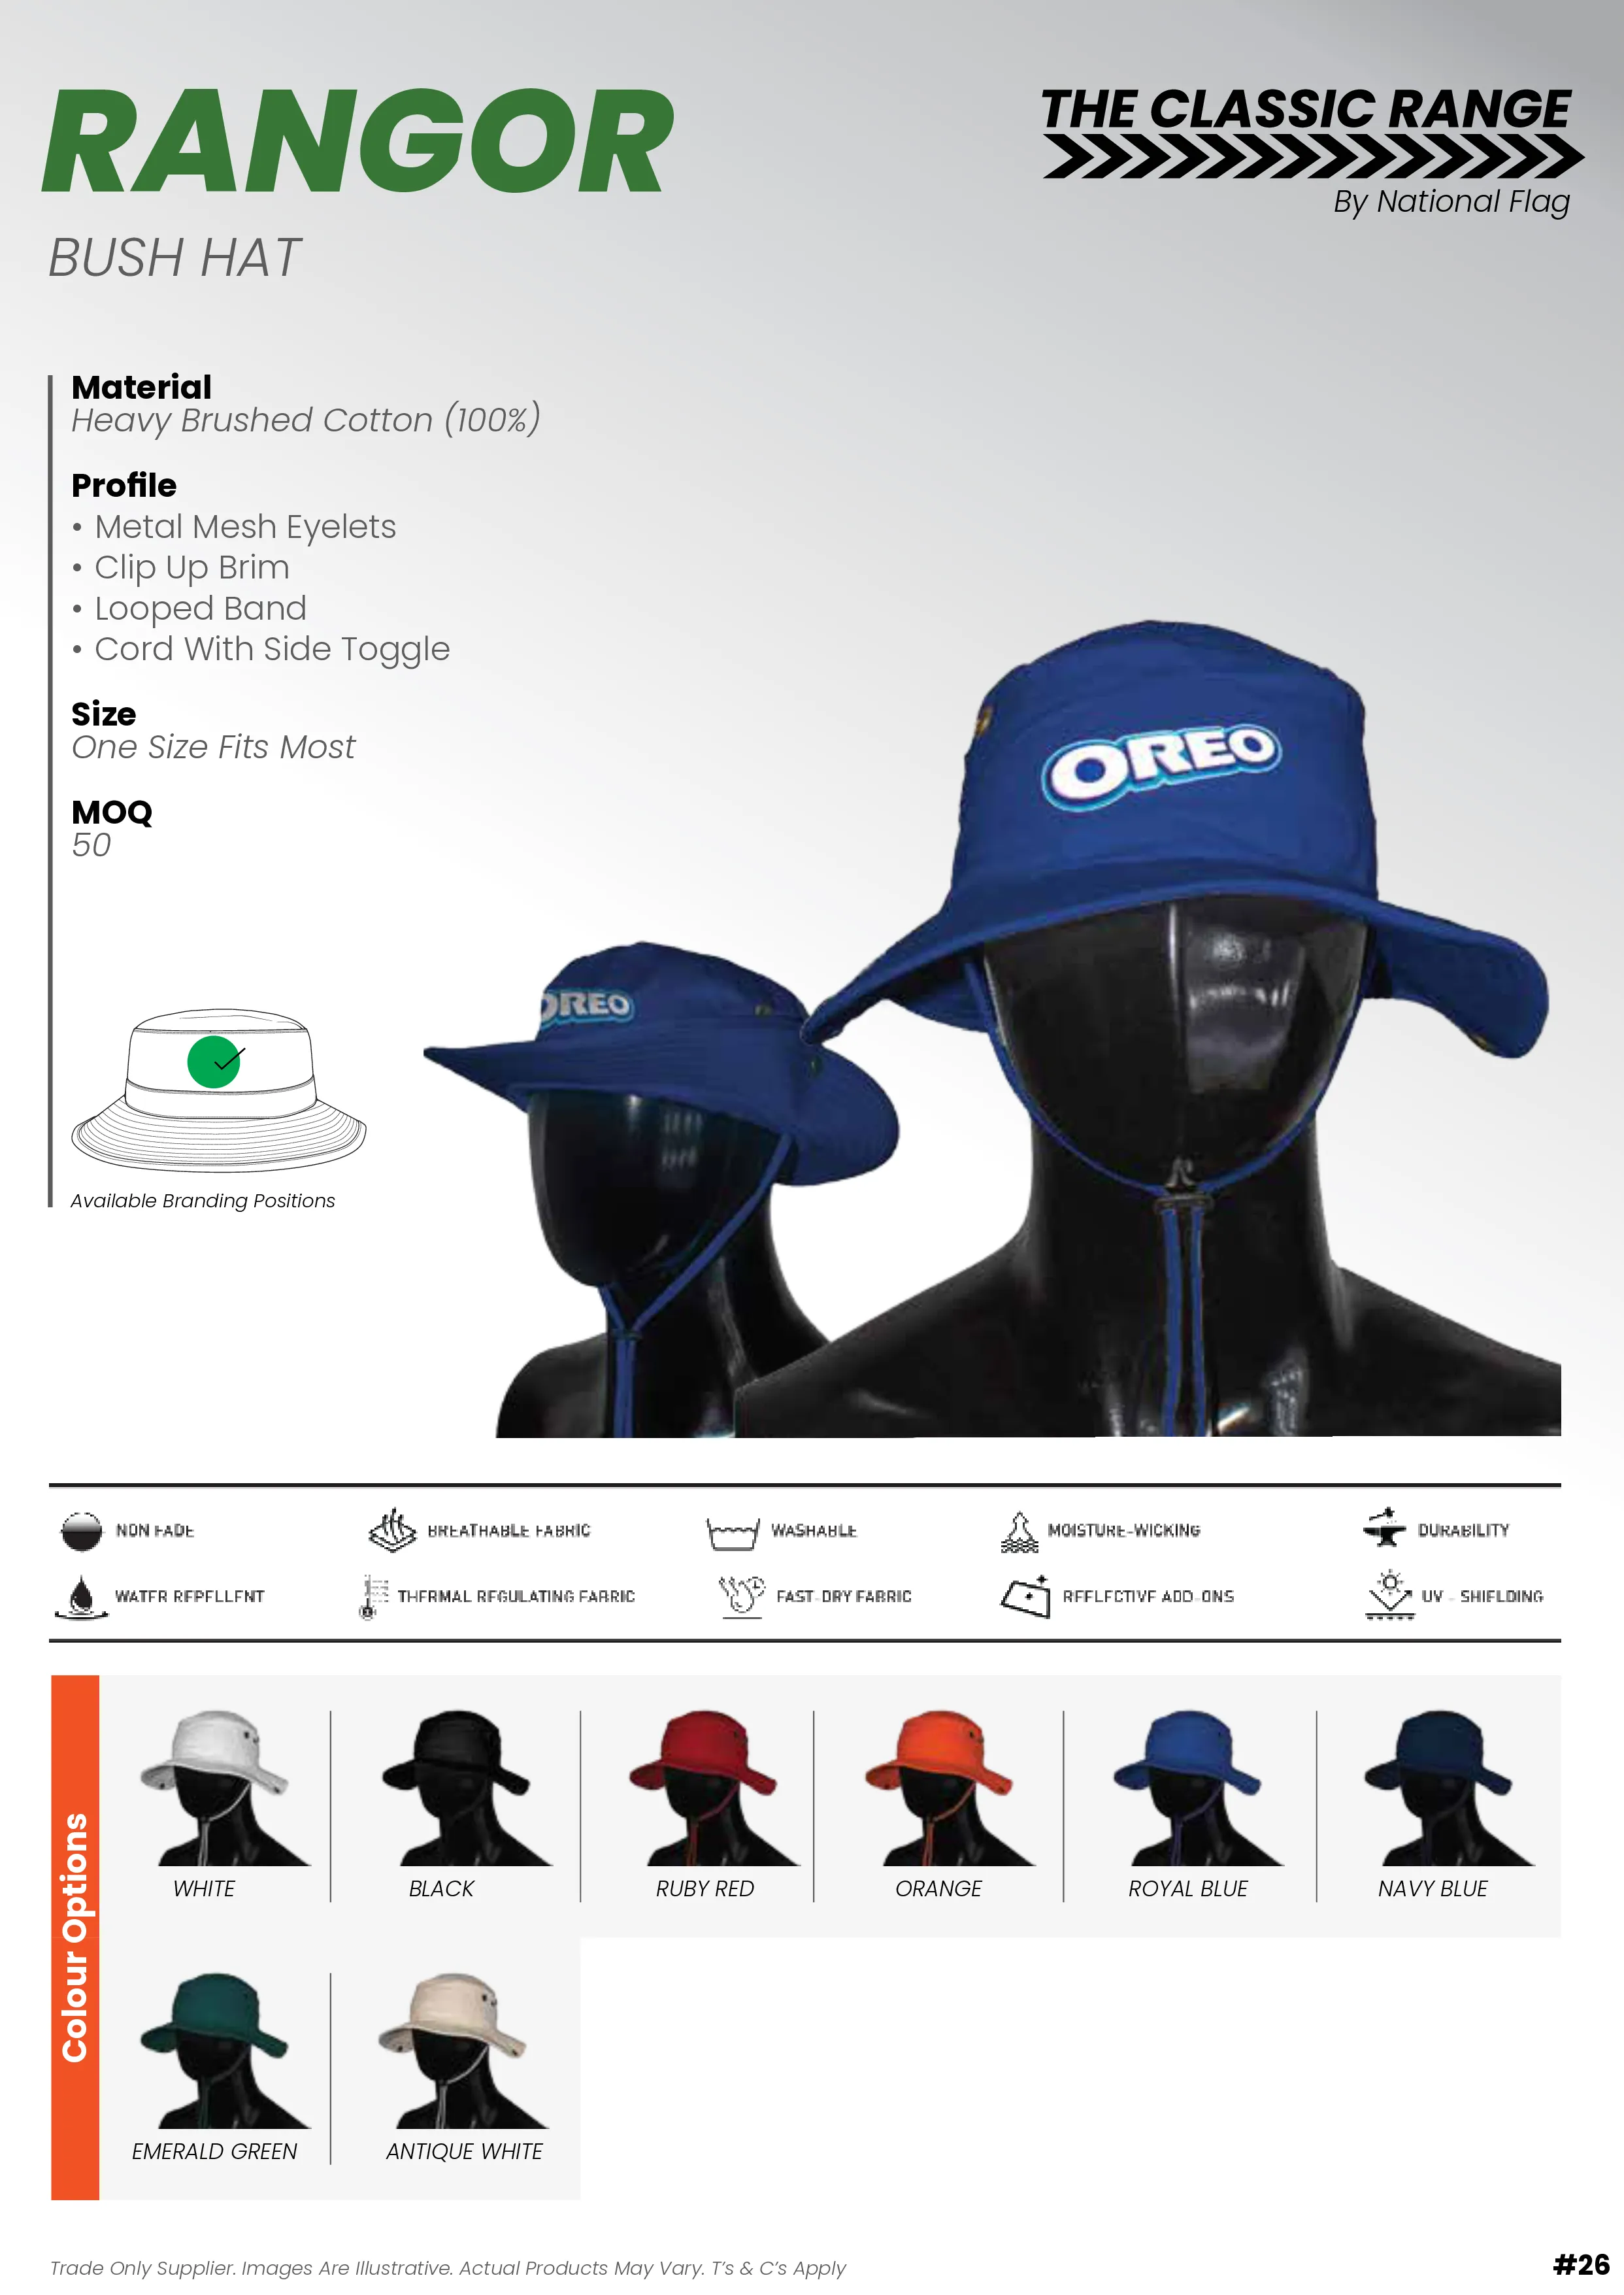 RANGOR
BUSH HAT
THE CLASSIC RANGE
By National Flag
Material
Heavy Brushed Cotton (100%)
Profile
• Metal Mesh Eyelets
• Clip Up Brim
• Looped Band
• Cord With Side Toggle
Size
One Size Fits Most
MOQ
50
OREO
OREO
Available Branding Positions
NON FADE
BREATHABLE FABRIC
WASHABLE
MOISTURE-WICKING
DURABILITY
WATER REPELLENT
THERMAL REGULATING FABRIC
FAST-DRY FABRIC
REFLECTIVE ADD-ONS
UV - SHIELDING
Colour Options
WHITE
BLACK
RUBY RED
ORANGE
ROYAL BLUE
NAVY BLUE
EMERALD GREEN
ANTIQUE WHITE
Trade Only Supplier. Images Are Illustrative. Actual Products May Vary. T's & C's Apply
#26